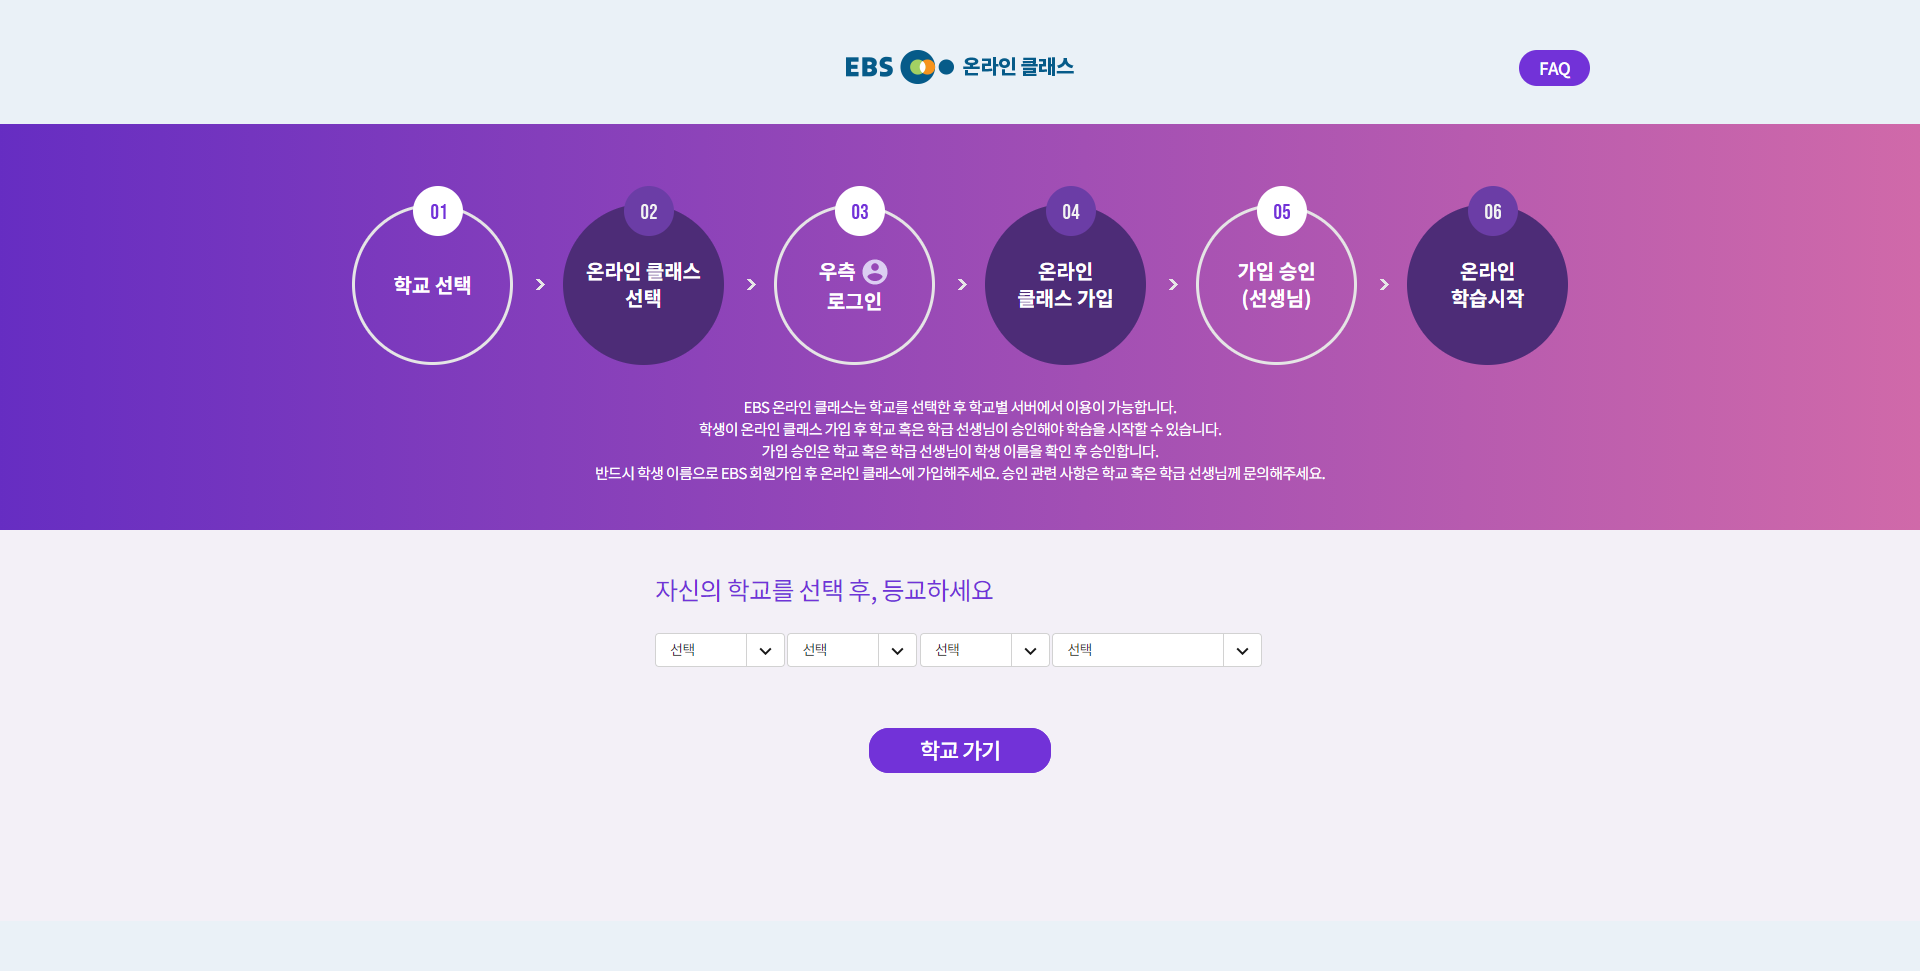 EBS 온라인 클래스
FAQ
01
학교 선택
02
온라인 클래스
선택
03
우측
로그인
04
온라인
클래스 가입
05
가입 승인
(선생님)
06
온라인
학습시작
EBS 온라인 클래스는 학교를 선택한 후 학교별 서버에서 이용이 가능합니다.
학생이 온라인 클래스 가입 후 학교 혹은 학급 선생님이 승인해야 학습을 시작할 수 있습니다.
가입 승인은 학교 혹은 학급 선생님이 학생 이름을 확인 후 승인합니다.
반드시 학생 이름으로 EBS 회원가입 후 온라인 클래스에 가입해주세요. 승인 관련 사항은 학교 혹은 학급 선생님께 문의해주세요.
자신의 학교를 선택 후, 등교하세요
선택 선택 선택 선택
학교 가기